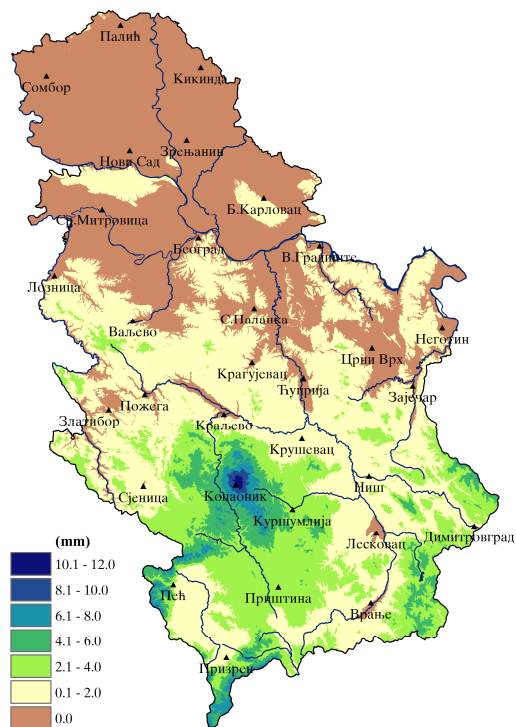 Палић
Кикинда
Сомбор
Зрењанин
Нови Сад
Б.Карловац
Ср.Митровица
Београд
В.Градиште
Лозница
С.Паланка
Ваљево
Неготин
Црни Врх
Крагујевац
Ћуприја
Зајечар
Пожега
Златибор
Краљево
Крушевац
Ниш
Сјеница
Копаоник
Куршумлија
Димитровград
Лесковац
(mm)
10.1 - 12.0
8.1 - 10.0
Пећ
Приштина
6.1 - 8.0
Врање
4.1 - 6.0
2.1 - 4.0
Призрен
0.1 - 2.0
0.0